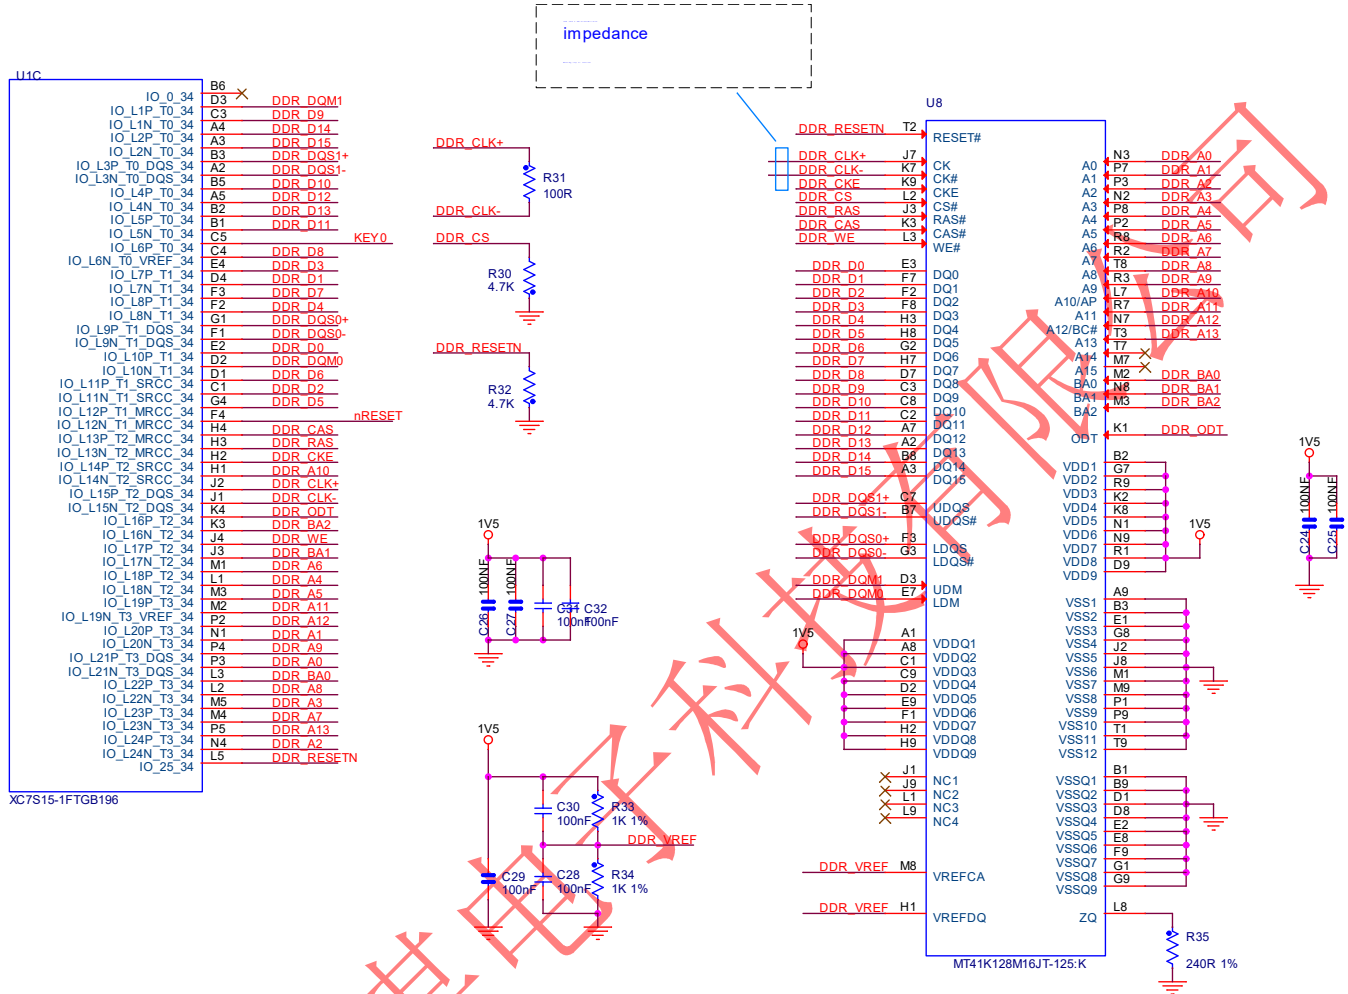 impedance
U1C
IO_0_34 B6
IO_L1P_T0_34 D3 DDR_DQM1
IO_L1N_T0_34 C3 DDR_D9
IO_L2P_T0_34 A4 DDR_D14
IO_L2N_T0_34 A3 DDR_D15
IO_L3P_T0_DQS_34 B3 DDR_DQS1+
IO_L3N_T0_DQS_34 A2 DDR_DQS1-
IO_L4P_T0_34 B5 DDR_D10
IO_L4N_T0_34 A5 DDR_D12
IO_L5P_T0_34 B2 DDR_D13
IO_L5N_T0_34 B1 DDR_D11
IO_L6P_T0_34 C5 KEY0
IO_L6N_T0_VREF_34 C4 DDR_D8
IO_L7P_T1_34 E4 DDR_D3
IO_L7N_T1_34 D4 DDR_D1
IO_L8P_T1_34 F3 DDR_D7
IO_L8N_T1_34 F2 DDR_D4
IO_L9P_T1_DQS_34 G1 DDR_DQS0+
IO_L9N_T1_DQS_34 F1 DDR_DQS0-
IO_L10P_T1_34 E2 DDR_D0
IO_L10N_T1_34 D2 DDR_DQM0
IO_L11P_T1_SRCC_34 D1 DDR_D6
IO_L11N_T1_SRCC_34 C1 DDR_D2
IO_L12P_T1_MRCC_34 G4 DDR_D5
IO_L12N_T1_MRCC_34 F4 nRESET
IO_L13P_T2_MRCC_34 H4 DDR_CAS
IO_L13N_T2_MRCC_34 H3 DDR_RAS
IO_L14P_T2_SRCC_34 H2 DDR_CKE
IO_L14N_T2_SRCC_34 H1 DDR_A10
IO_L15P_T2_DQS_34 J2 DDR_CLK+
IO_L15N_T2_DQS_34 J1 DDR_CLK-
IO_L16P_T2_34 K4 DDR_ODT
IO_L16N_T2_34 K3 DDR_BA2
IO_L17P_T2_34 J4 DDR_WE
IO_L17N_T2_34 J3 DDR_BA1
IO_L18P_T2_34 M1 DDR_A6
IO_L18N_T2_34 L1 DDR_A4
IO_L19P_T3_34 M3 DDR_A5
IO_L19N_T3_VREF_34 M2 DDR_A11
IO_L20P_T3_34 P2 DDR_A12
IO_L20N_T3_34 N1 DDR_A1
IO_L21P_T3_DQS_34 P4 DDR_A9
IO_L21N_T3_DQS_34 P3 DDR_A0
IO_L22P_T3_34 L3 DDR_BA0
IO_L22N_T3_34 L2 DDR_A8
IO_L23P_T3_34 M5 DDR_A3
IO_L23N_T3_34 M4 DDR_A7
IO_L24P_T3_34 P5 DDR_A13
IO_L24N_T3_34 N4 DDR_A2
IO_25_34 L5 DDR_RESETN
XC7S15-1FTGB196
DDR_CLK+
R31
100R
DDR_CLK-
DDR_CS
R30
4.7K
DDR_RESETN
R32
4.7K
1V5
C26 100NF
C27 100NF
C31 C32
100nF 100nF
1V5
C30
100nF
R33
1K 1%
DDR_VREF
C29
100nF
C28
100nF
R34
1K 1%
U8
DDR_RESETN T2 RESET#
DDR_CLK+ J7 CK
DDR_CLK- K7 CK#
DDR_CKE K9 CKE
DDR_CS L2 CS#
DDR_RAS J3 RAS#
DDR_CAS K3 CAS#
DDR_WE L3 WE#
DDR_D0 E3 DQ0
DDR_D1 F7 DQ1
DDR_D2 F2 DQ2
DDR_D3 F8 DQ3
DDR_D4 H3 DQ4
DDR_D5 H8 DQ5
DDR_D6 G2 DQ6
DDR_D7 H7 DQ7
DDR_D8 D7 DQ8
DDR_D9 C3 DQ9
DDR_D10 C8 DQ10
DDR_D11 C2 DQ11
DDR_D12 A7 DQ12
DDR_D13 A2 DQ13
DDR_D14 B8 DQ14
DDR_D15 A3 DQ15
DDR_DQS1+ C7 UDQS
DDR_DQS1- B7 UDQS#
DDR_DQS0+ F3 LDQS
DDR_DQS0- G3 LDQS#
DDR_DQM1 D3 UDM
DDR_DQM0 E7 LDM
1V5
A1 VDDQ1
A8 VDDQ2
C1 VDDQ3
C9 VDDQ4
D2 VDDQ5
E9 VDDQ6
F1 VDDQ7
H2 VDDQ8
H9 VDDQ9
J1 NC1
J9 NC2
L1 NC3
L9 NC4
DDR_VREF M8 VREFCA
DDR_VREF H1 VREFDQ
A0 N3 DDR_A0
A1 P7 DDR_A1
A2 P3 DDR_A2
A3 N2 DDR_A3
A4 P8 DDR_A4
A5 P2 DDR_A5
A6 R8 DDR_A6
A7 R2 DDR_A7
A8 T8 DDR_A8
A9 R3 DDR_A9
A10/AP L7 DDR_A10
A11 R7 DDR_A11
A12/BC# N7 DDR_A12
A13 T3 DDR_A13
A14 T7
A15 M7
BA0 M2 DDR_BA0
BA1 N8 DDR_BA1
BA2 M3 DDR_BA2
ODT K1 DDR_ODT
VDD1 B2
VDD2 G7
VDD3 R9
VDD4 K2
VDD5 K8
VDD6 N1
VDD7 N9
VDD8 R1
VDD9 D9
1V5
VSS1 A9
VSS2 B3
VSS3 E1
VSS4 G8
VSS5 J2
VSS6 J8
VSS7 M1
VSS8 M9
VSS9 P1
VSS10 P9
VSS11 T1
VSS12 T9
VSSQ1 B1
VSSQ2 B9
VSSQ3 D1
VSSQ4 D8
VSSQ5 E2
VSSQ6 E8
VSSQ7 F9
VSSQ8 G1
VSSQ9 G9
ZQ L8
R35
240R 1%
MT41K128M16JT-125:K
1V5
C24 100NF
C25 100NF
电子科技有限公司